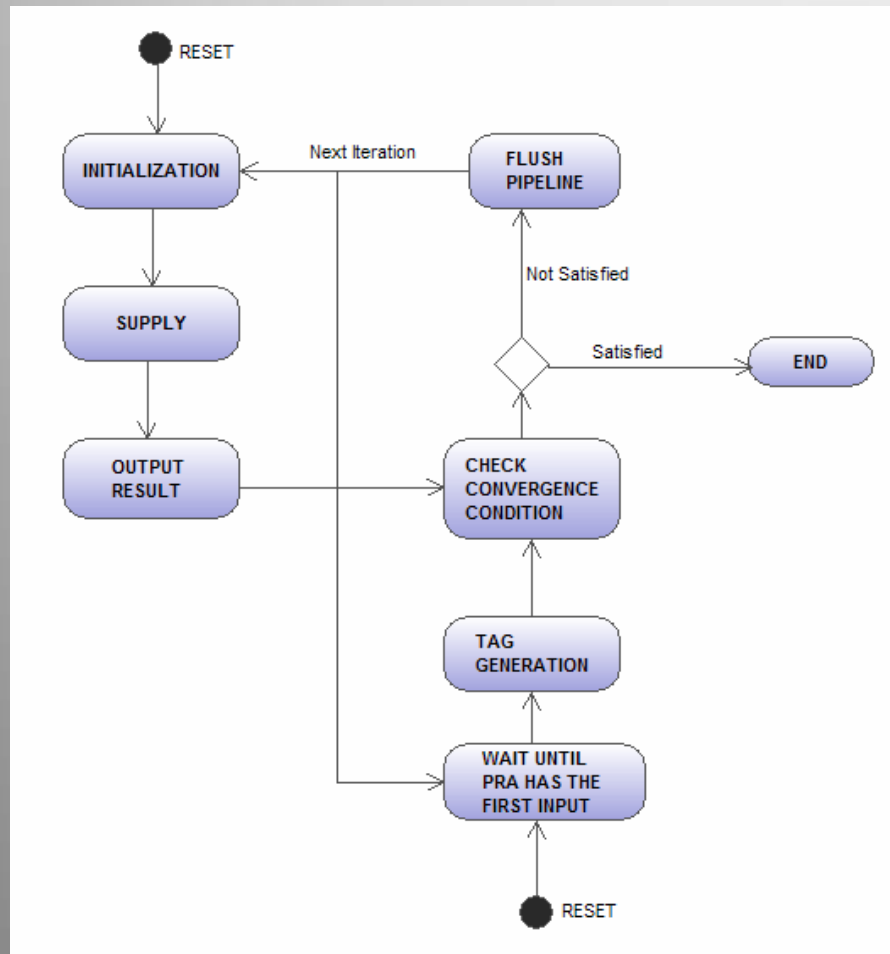 RESET
INITIALIZATION
Next Iteration
FLUSH
PIPELINE
Not Satisfied
SUPPLY
Satisfied
END
OUTPUT
RESULT
CHECK
CONVERGENCE
CONDITION
TAG
GENERATION
WAIT UNTIL
PRA HAS THE
FIRST INPUT
RESET